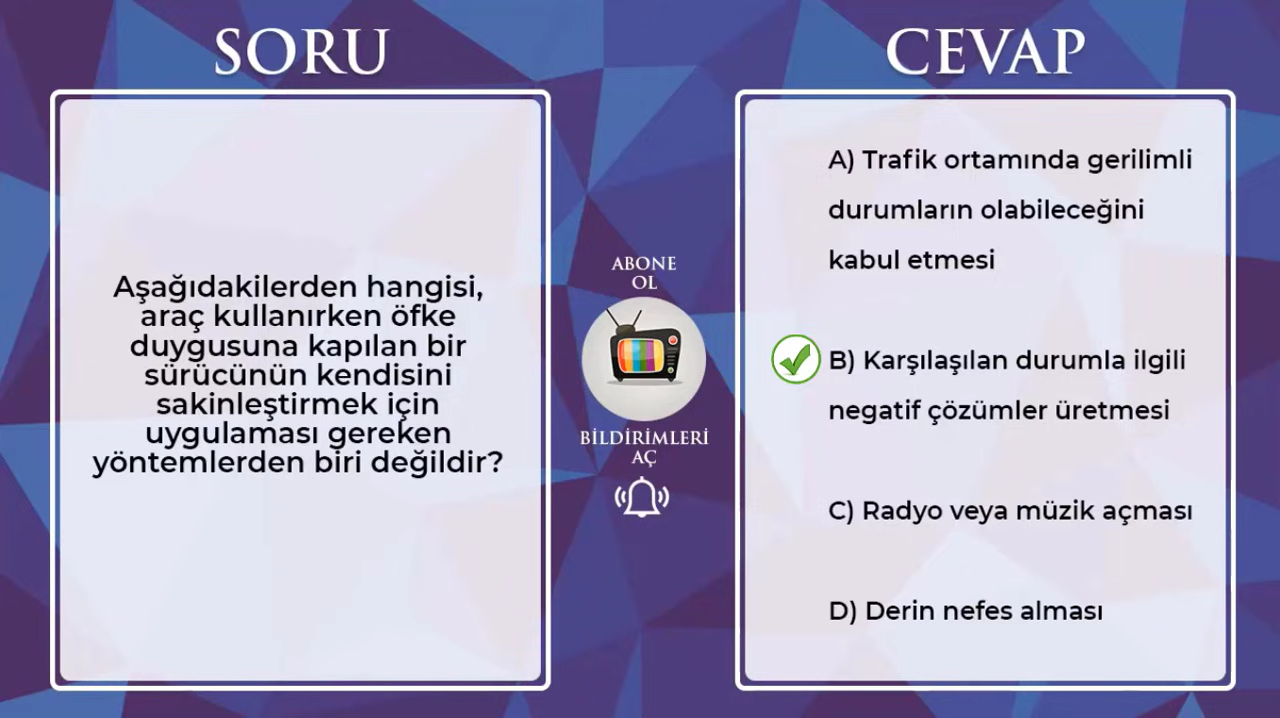 SORU
Aşağıdakilerden hangisi,
araç kullanırken öfke
duygusuna kapılan bir
sürücünün kendisini
sakinleştirmek için
uygulaması gereken
yöntemlerden biri değildir?
ABONE
OL
BİLDİRİMLERİ
AÇ
CEVAP
A) Trafik ortamında gerilimli
durumların olabileceğini
kabul etmesi
B) Karşılaşılan durumla ilgili
negatif çözümler üretmesi
C) Radyo veya müzik açması
D) Derin nefes alması